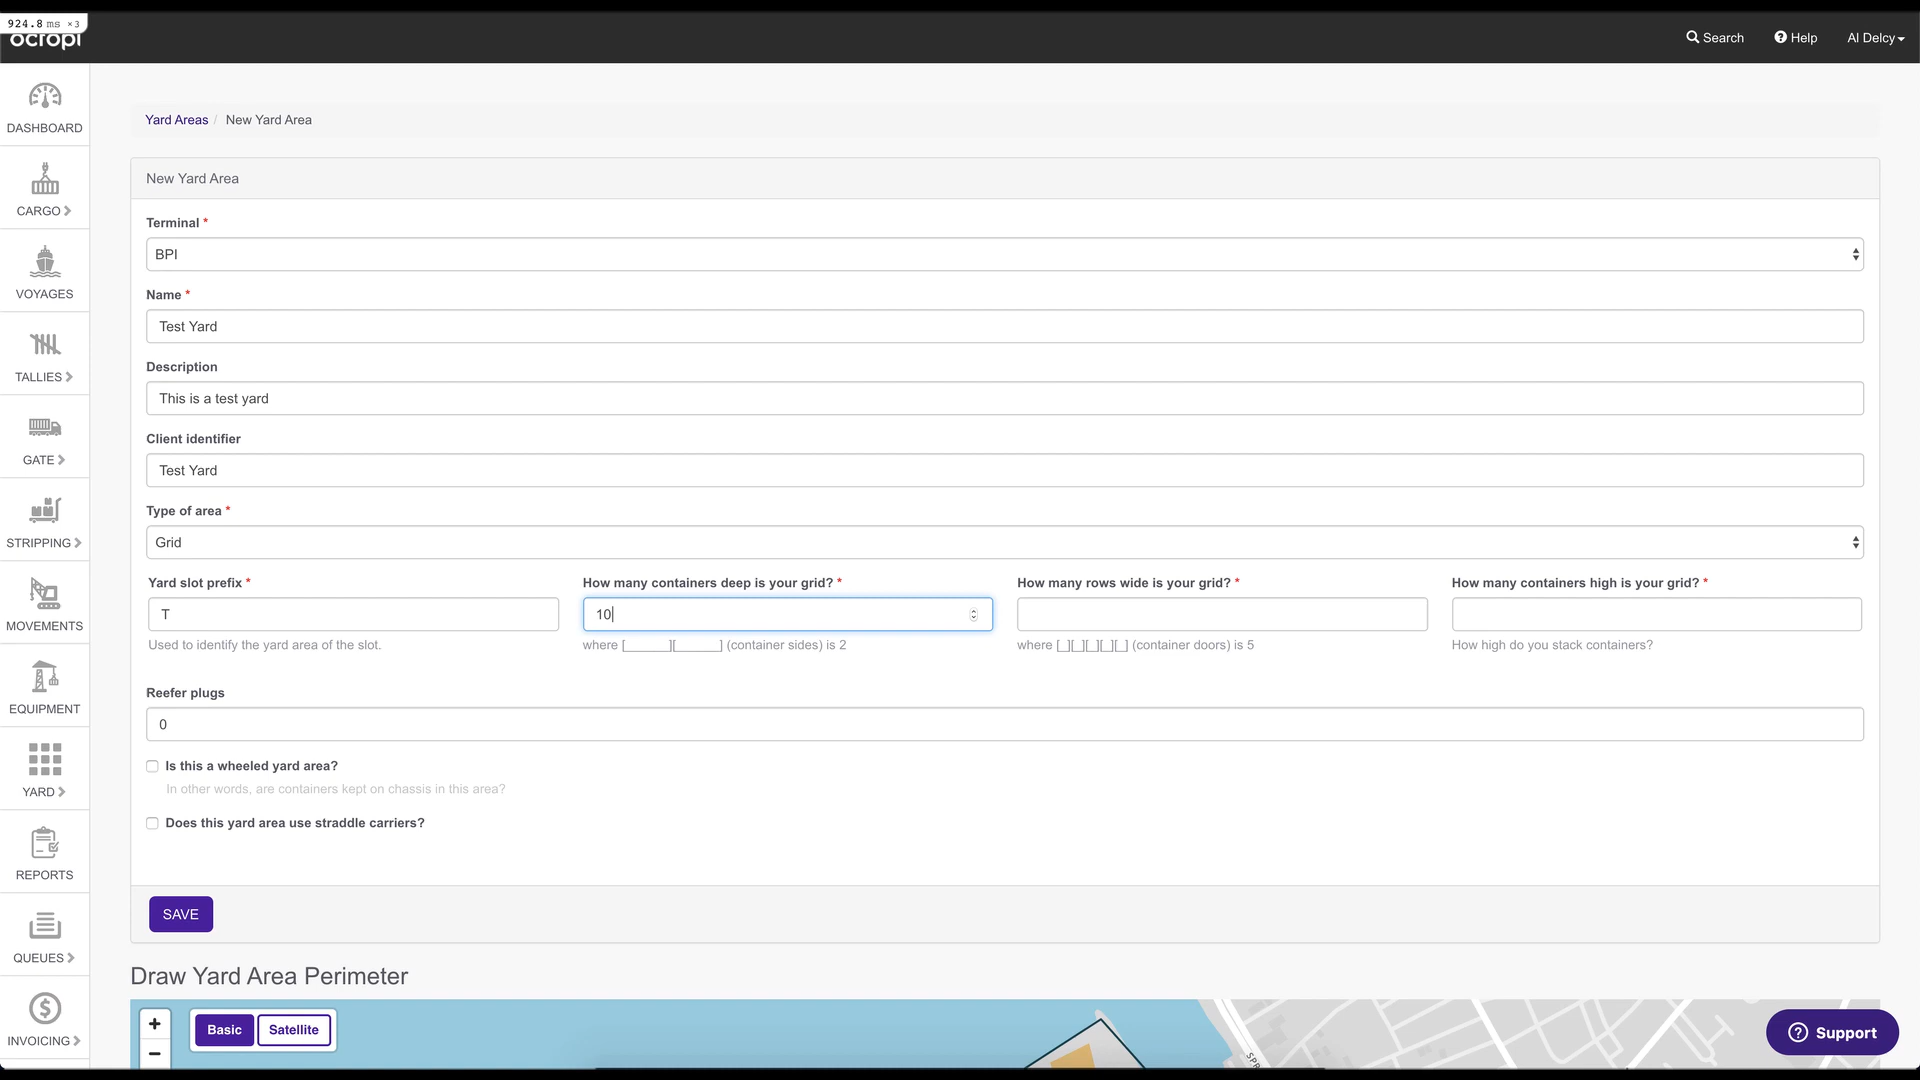 924.8 ms ×3
octopi
Search
Help
Al Delcy
DASHBOARD
CARGO
VOYAGES
TALLIES
GATE
STRIPPING
MOVEMENTS
EQUIPMENT
YARD
REPORTS
QUEUES
INVOICING
Yard Areas / New Yard Area
New Yard Area
Terminal *
BPI
Name *
Test Yard
Description
This is a test yard
Client identifier
Test Yard
Type of area *
Grid
Yard slot prefix *
T
Used to identify the yard area of the slot.
How many containers deep is your grid? *
10
where [______][______] (container sides) is 2
How many rows wide is your grid? *
where [_][_][_][_][_] (container doors) is 5
How many containers high is your grid? *
How high do you stack containers?
Reefer plugs
0
Is this a wheeled yard area?
In other words, are containers kept on chassis in this area?
Does this yard area use straddle carriers?
SAVE
Draw Yard Area Perimeter
+
−
Basic
Satellite
SPR
Support